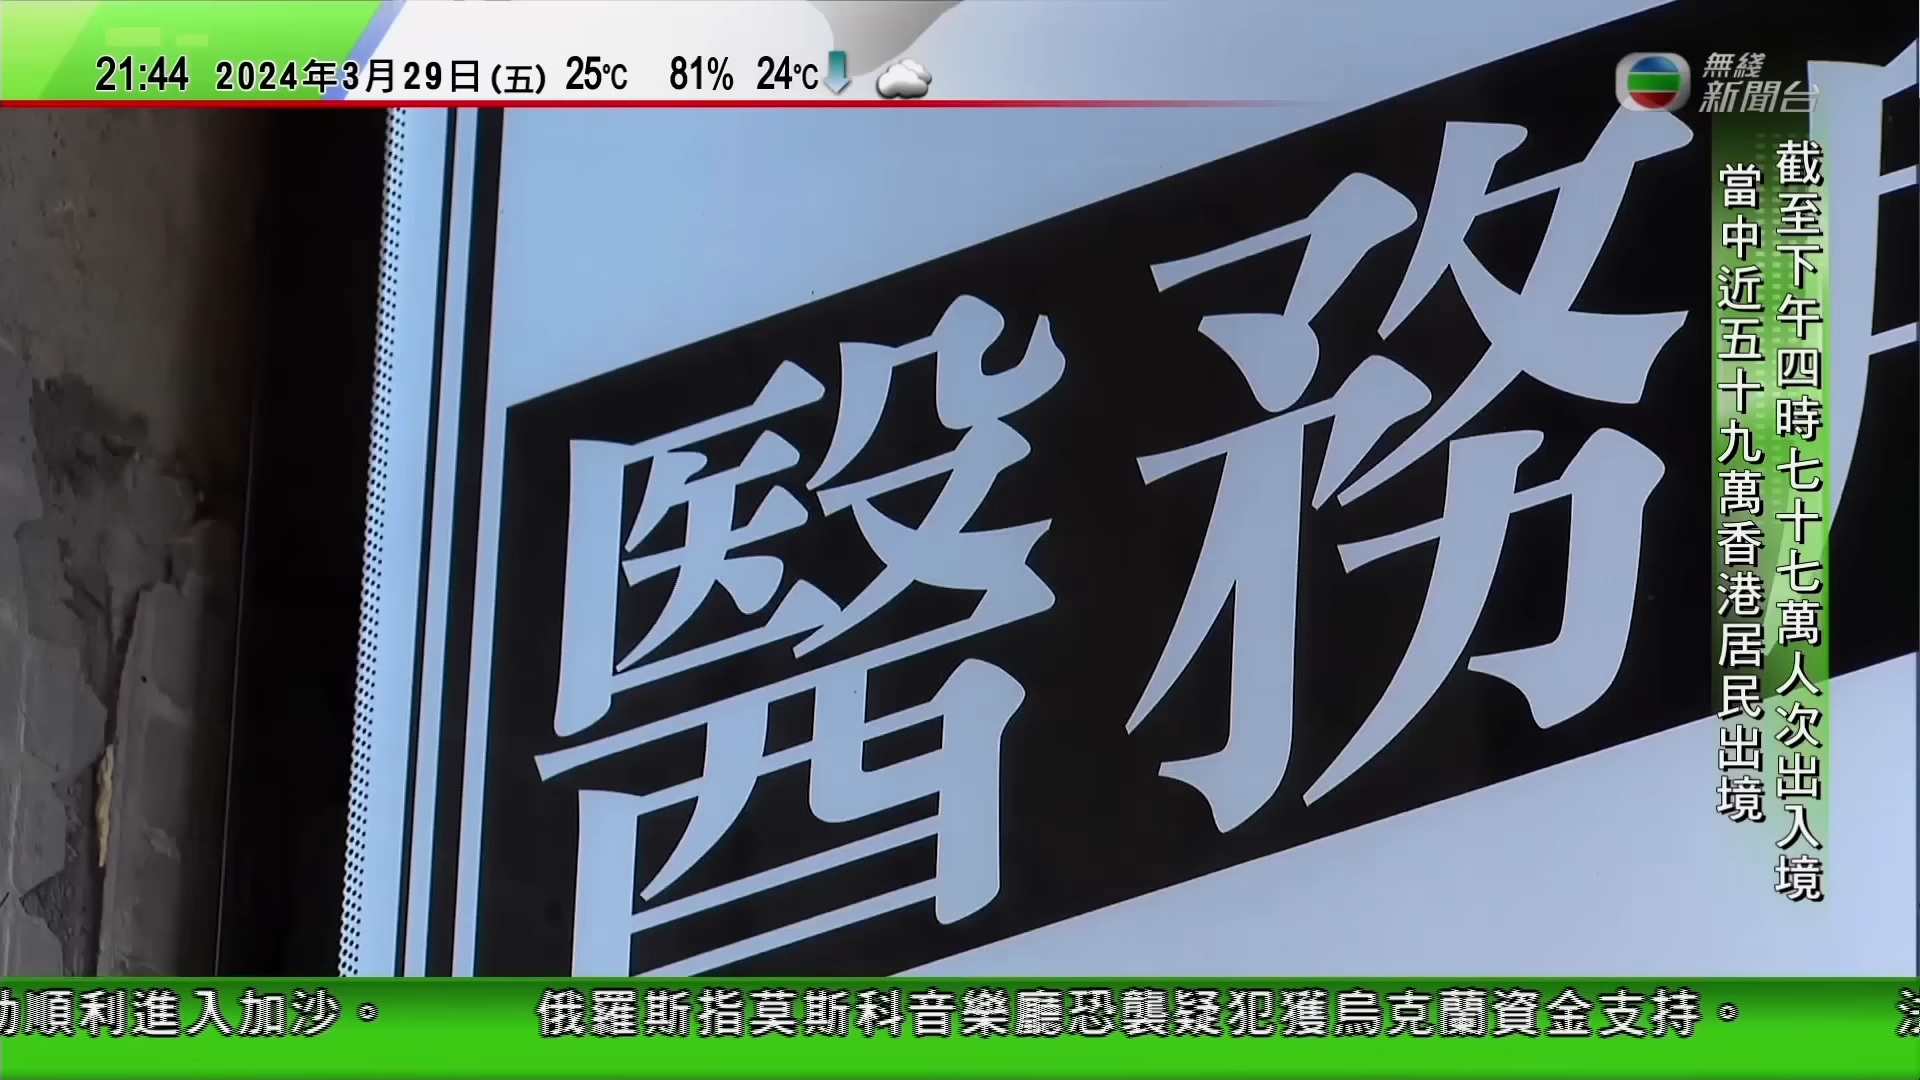 21:44 2024年3月29日(五) 25℃ 81% 24℃
無綫
新聞台
截至下午四時七十七萬人次出入境
當中近五十九萬香港居民出境
醫務
順利進入加沙。 俄羅斯指莫斯科音樂廳恐襲疑犯獲烏克蘭資金支持。